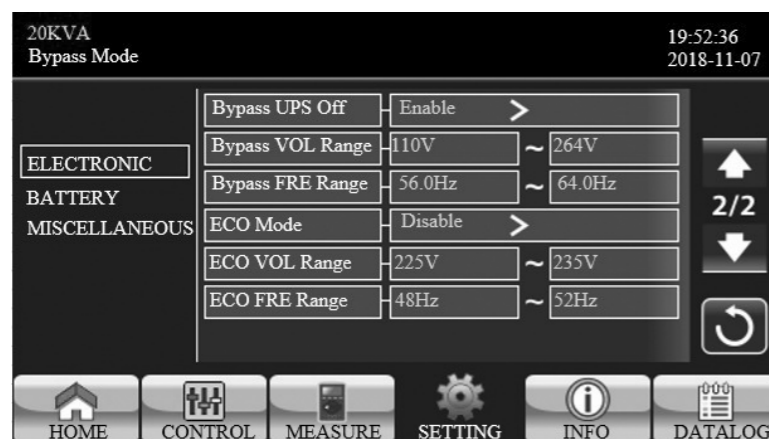 20KVA
19:52:36
Bypass Mode
2018-11-07
Bypass UPS Off Enable >
Bypass VOL Range 110V ~ 264V
Bypass FRE Range 56.0Hz ~ 64.0Hz
ECO Mode Disable >
ECO VOL Range 225V ~ 235V
ECO FRE Range 48Hz ~ 52Hz
ELECTRONIC
BATTERY
MISCELLANEOUS
2/2
HOME CONTROL MEASURE SETTING INFO DATALOG